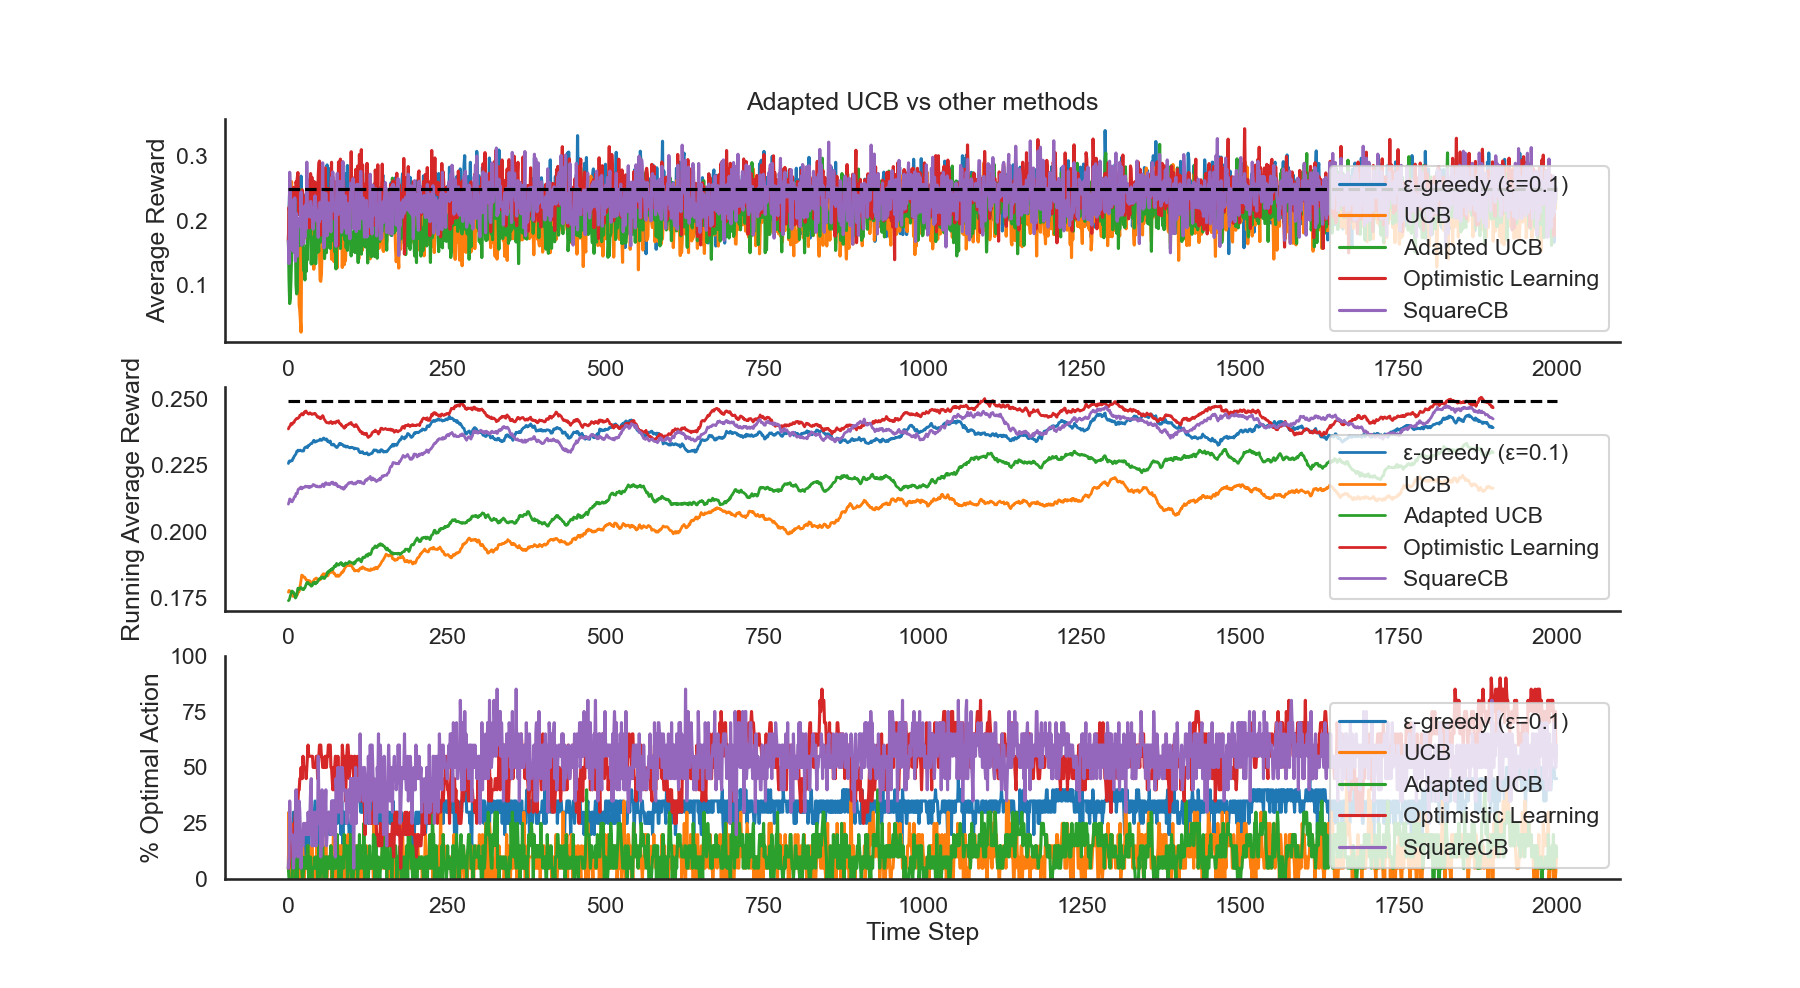 Adapted UCB vs other methods
Average Reward
0.3
0.2
0.1
ε-greedy (ε=0.1)
UCB
Adapted UCB
Optimistic Learning
SquareCB
0 250 500 750 1000 1250 1500 1750 2000
Running Average Reward
0.250
0.225
0.200
0.175
ε-greedy (ε=0.1)
UCB
Adapted UCB
Optimistic Learning
SquareCB
0 250 500 750 1000 1250 1500 1750 2000
% Optimal Action
100
75
50
25
0
ε-greedy (ε=0.1)
UCB
Adapted UCB
Optimistic Learning
SquareCB
0 250 500 750 1000 1250 1500 1750 2000
Time Step